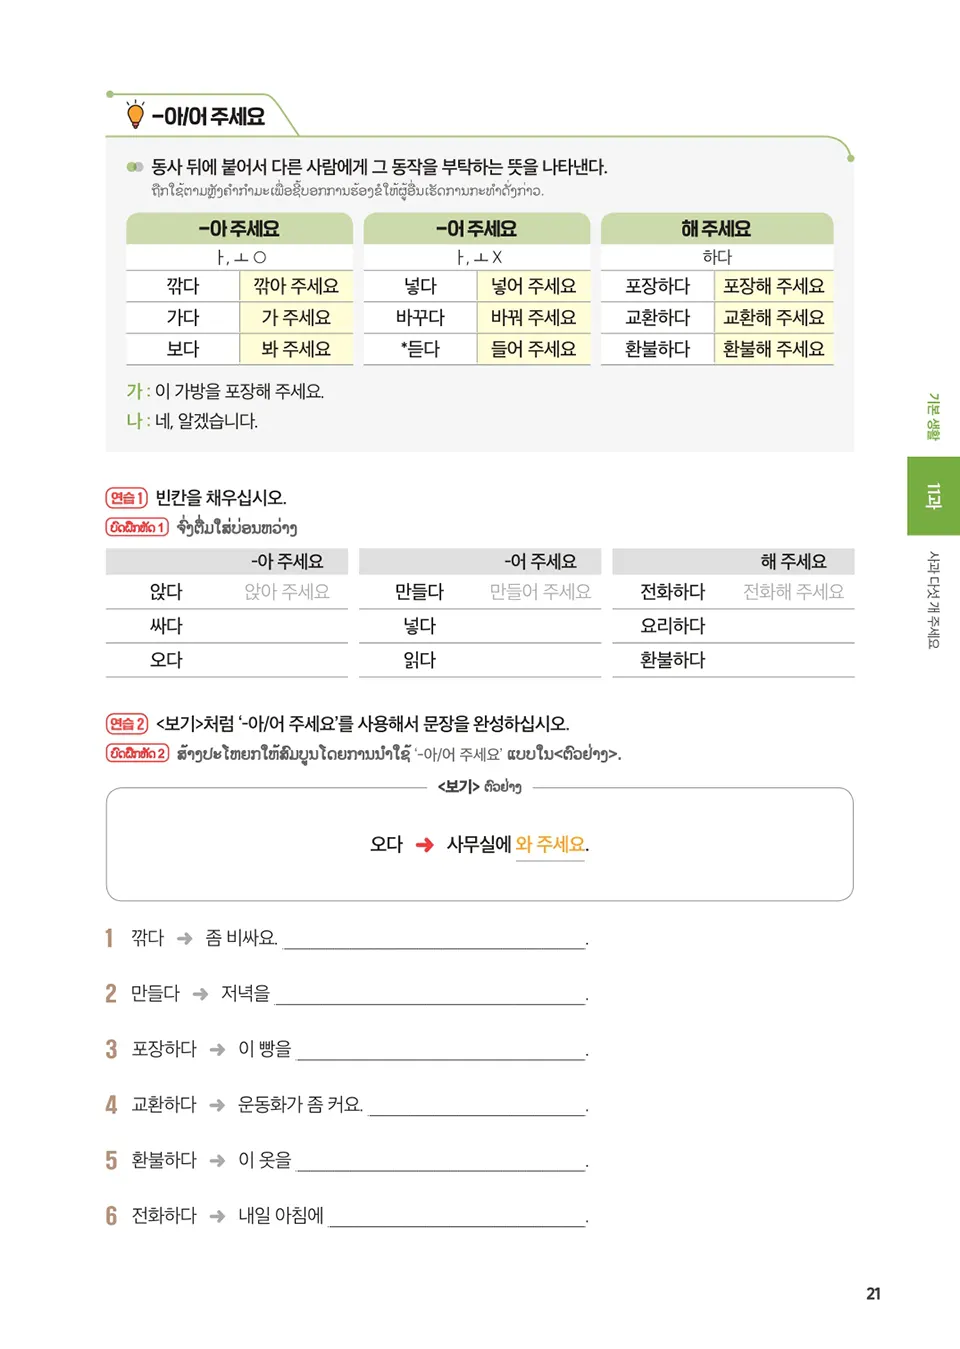 -아/어 주세요
동사 뒤에 붙어서 다른 사람에게 그 동작을 부탁하는 뜻을 나타낸다.
ຖືກໃຊ້ຕາມຫຼັງຄຳກຳມະເພື່ອຊີ້ບອກການຮ້ອງຂໍໃຫ້ຜູ້ອື່ນເຮັດການກະທຳດັ່ງກ່າວ.
-아 주세요 -어 주세요 해 주세요
ㅏ, ㅗ O ㅏ, ㅗ X 하다
깎다 깎아 주세요 넣다 넣어 주세요 포장하다 포장해 주세요
가다 가 주세요 바꾸다 바꿔 주세요 교환하다 교환해 주세요
보다 봐 주세요 *듣다 들어 주세요 환불하다 환불해 주세요
가 : 이 가방을 포장해 주세요.
나 : 네, 알겠습니다.
연습 1 빈칸을 채우십시오.
ບົດຝຶກຫັດ 1 ຈົ່ງຕື່ມໃສ່ບ່ອນຫວ່າງ
-아 주세요 -어 주세요 해 주세요
앉다 앉아 주세요 만들다 만들어 주세요 전화하다 전화해 주세요
싸다 넣다 요리하다
오다 읽다 환불하다
연습 2 <보기>처럼 '-아/어 주세요'를 사용해서 문장을 완성하십시오.
ບົດຝຶກຫັດ 2 ສ້າງປະໂຫຍກໃຫ້ສົມບູນໂດຍການນຳໃຊ້ '-아/어 주세요' ແບບໃນ<ຕົວຢ່າງ>.
<보기> ຕົວຢ່າງ
오다 ➜ 사무실에 와 주세요.
1 깎다 ➜ 좀 비싸요. ______.
2 만들다 ➜ 저녁을 ______.
3 포장하다 ➜ 이 빵을 ______.
4 교환하다 ➜ 운동화가 좀 커요. ______.
5 환불하다 ➜ 이 옷을 ______.
6 전화하다 ➜ 내일 아침에 ______.
기본 생활
11과
사과 다섯 개 주세요
21